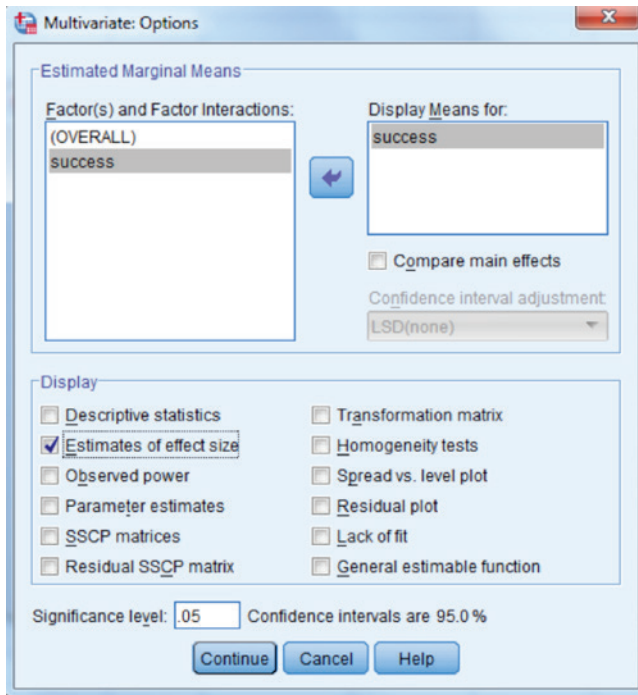 Multivariate: Options
Estimated Marginal Means
Factor(s) and Factor Interactions:
(OVERALL)
success
Display Means for:
success
Compare main effects
Confidence interval adjustment:
LSD(none)
Display
Descriptive statistics
Estimates of effect size
Observed power
Parameter estimates
SSCP matrices
Residual SSCP matrix
Transformation matrix
Homogeneity tests
Spread vs. level plot
Residual plot
Lack of fit
General estimable function
Significance level: .05 Confidence intervals are 95.0 %
Continue Cancel Help